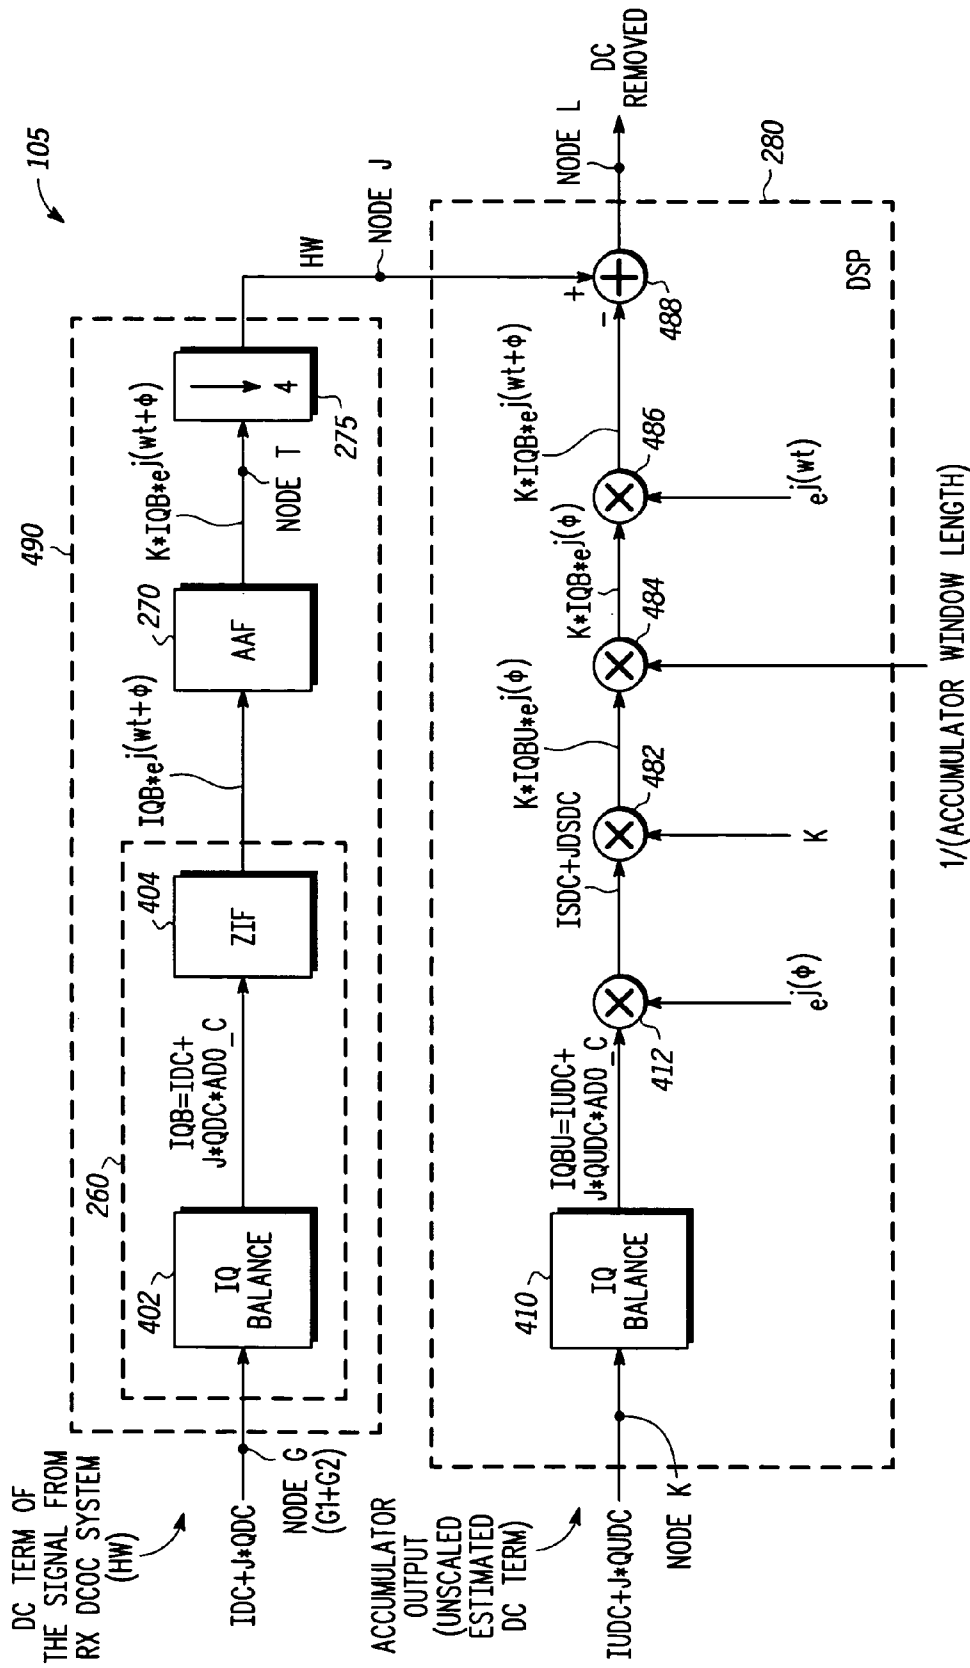 105
DC TERM OF
THE SIGNAL FROM
RX DCOC SYSTEM
(HW)
490
260
IDC+J*QDC
NODE G
(G1+G2)
402
IQ
BALANCE
IQB=IDC+
J*QDC*ADO_C
404
ZIF
IQB*ej(wt+ϕ)
270
AAF
K*IQB*ej(wt+ϕ)
NODE T
4
275
HW
NODE J
ACCUMULATOR
OUTPUT
(UNSCALED
ESTIMATED
DC TERM)
IUDC+J*QUDC
NODE K
410
IQ
BALANCE
IQBU=IUDC+
J*QUDC*ADO_C
412
ej(ϕ)
ISDC+JDSDC
482
K
K*IQBU*ej(ϕ)
484
1/(ACCUMULATOR WINDOW LENGTH)
K*IQB*ej(ϕ)
486
ej(wt)
K*IQB*ej(wt+ϕ)
+
−
488
DSP
280
NODE L
DC
REMOVED